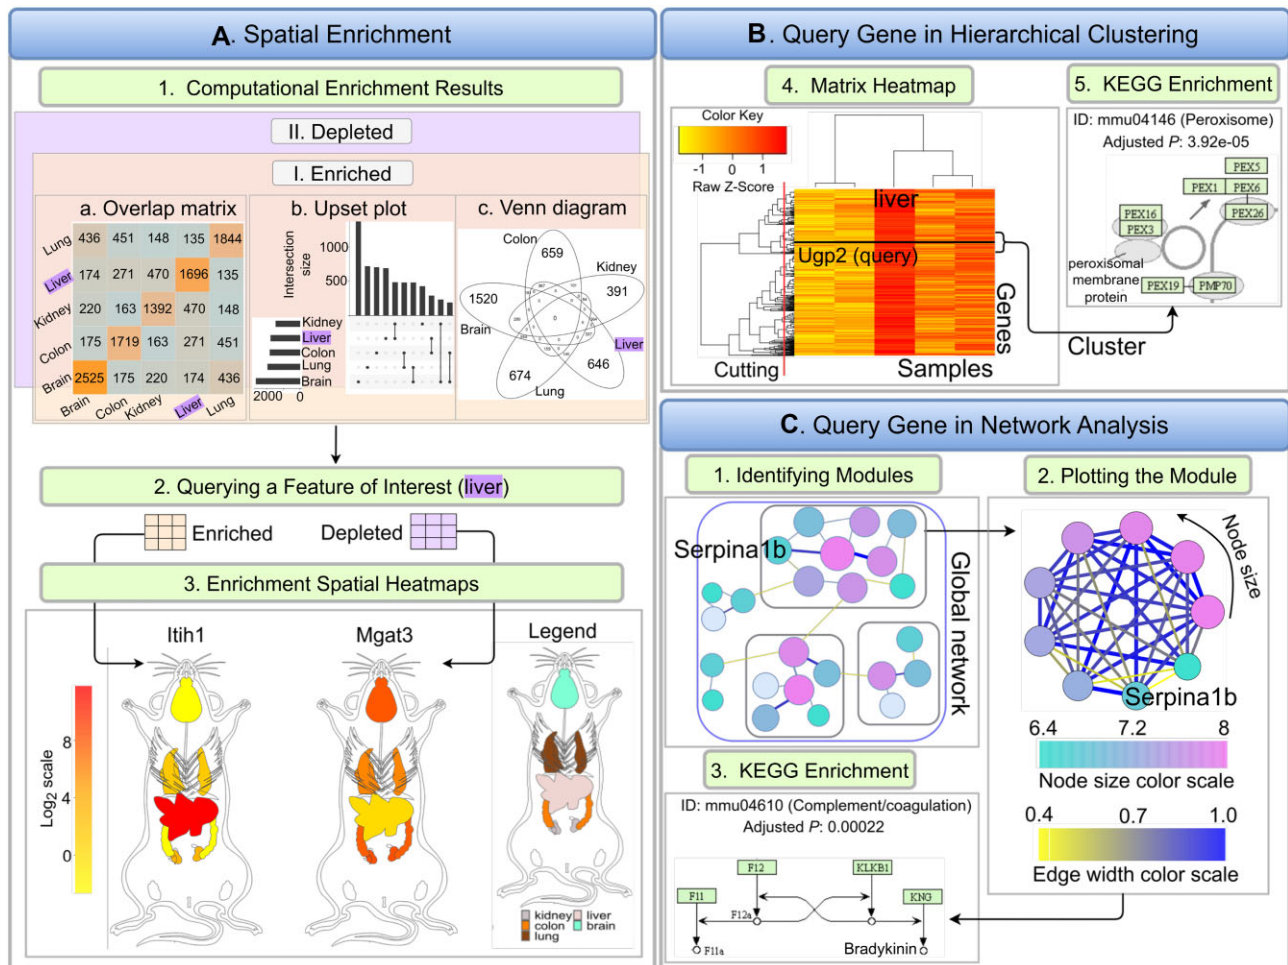 A. Spatial Enrichment
1. Computational Enrichment Results
II. Depleted
I. Enriched
a. Overlap matrix
Lung 436 451 148 135 1844
Liver 174 271 470 1696 135
Kidney 220 163 1392 470 148
Colon 175 1719 163 271 451
Brain 2525 175 220 174 436
Brain Colon Kidney Liver Lung
b. Upset plot
Intersection size
1000
500
Kidney
Liver
Colon
Lung
Brain
2000 0
c. Venn diagram
Colon
659
Kidney
391
1520
Brain
0
Liver
646
674
Lung
2. Querying a Feature of Interest (liver)
Enriched
Depleted
3. Enrichment Spatial Heatmaps
Itih1
Mgat3
Legend
Log2 scale
8
4
0
kidney
liver
colon
brain
lung
B. Query Gene in Hierarchical Clustering
4. Matrix Heatmap
Color Key
-1 0 1
Raw Z-Score
liver
Ugp2 (query)
Genes
Cutting
Samples
Cluster
5. KEGG Enrichment
ID: mmu04146 (Peroxisome)
Adjusted P: 3.92e-05
PEX5
PEX1 PEX6
PEX16
PEX26
PEX3
peroxisomal
membrane
protein
PEX19 PMP70
C. Query Gene in Network Analysis
1. Identifying Modules
Serpina1b
Global network
2. Plotting the Module
Node size
Serpina1b
6.4 7.2 8
Node size color scale
0.4 0.7 1.0
Edge width color scale
3. KEGG Enrichment
ID: mmu04610 (Complement/coagulation)
Adjusted P: 0.00022
F12
KLKB1
F11
KNG
F12a
F11a
Bradykinin